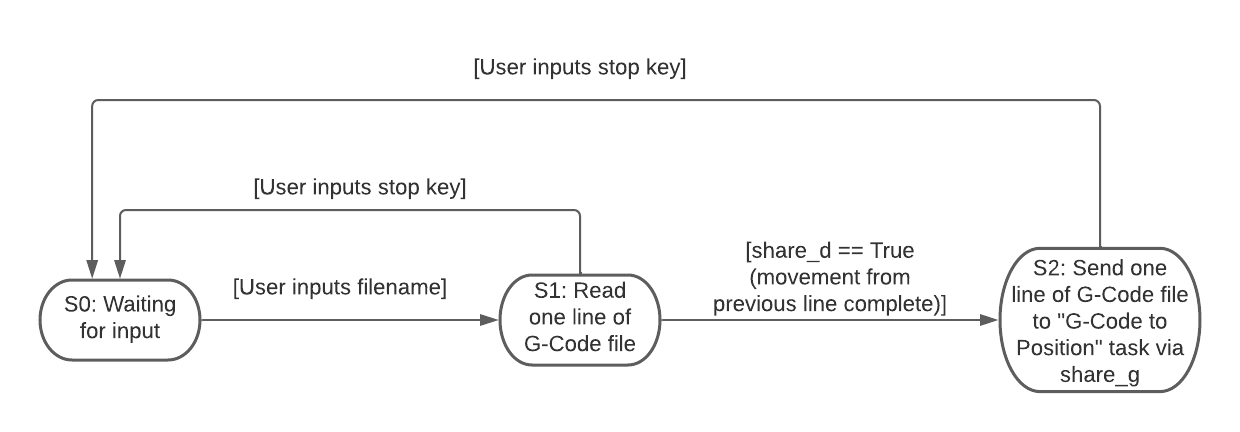 [User inputs stop key]
[User inputs stop key]
[User inputs filename]
[share_d == True
(movement from
previous line complete)]
S0: Waiting
for input
S1: Read
one line of
G-Code file
S2: Send one
line of G-Code file
to "G-Code to
Position" task via
share_g